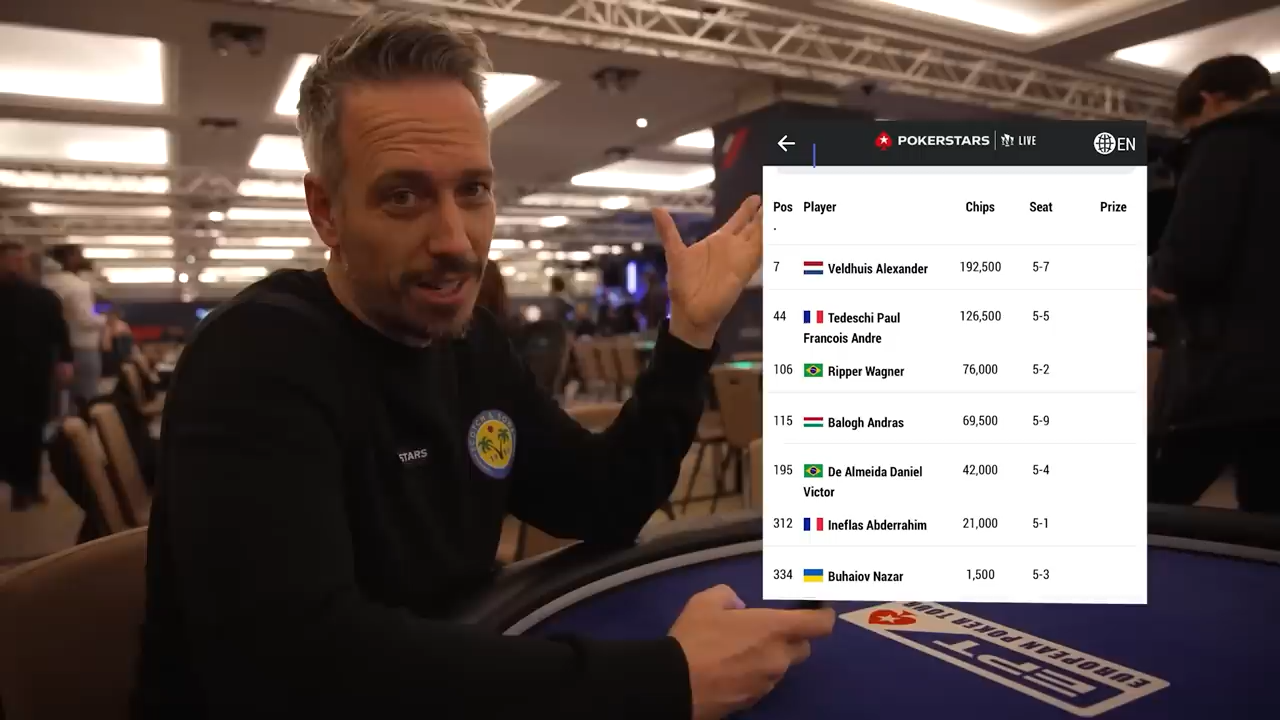 POKERSTARS LIVE EN
Pos Player Chips Seat Prize
.
7 Veldhuis Alexander 192,500 5-7
44 Tedeschi Paul 126,500 5-5
Francois Andre
106 Ripper Wagner 76,000 5-2
115 Balogh Andras 69,500 5-9
195 De Almeida Daniel 42,000 5-4
Victor
312 Ineflas Abderrahim 21,000 5-1
334 Buhaiov Nazar 1,500 5-3
STARS
EUROPEAN POKER TOUR
EPT